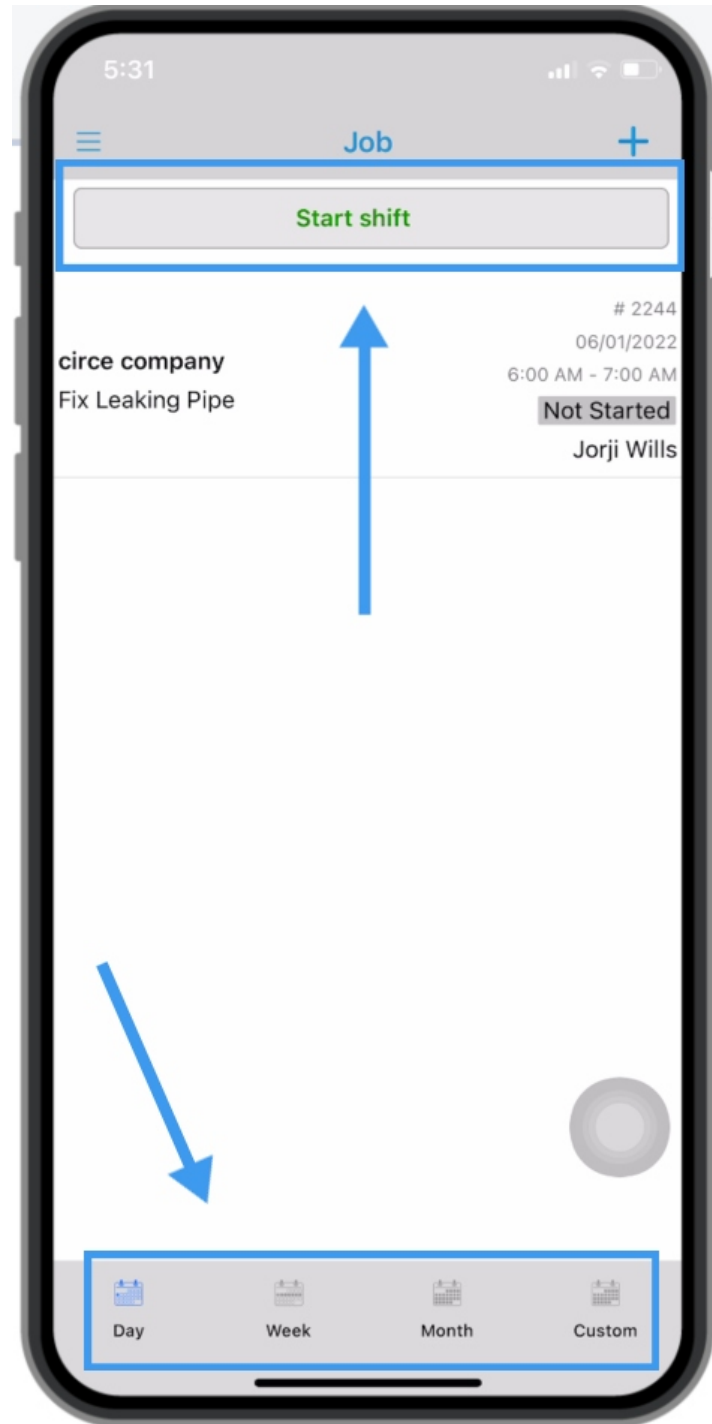 5:31
Job
Start shift
# 2244
06/01/2022
circe company
6:00 AM - 7:00 AM
Fix Leaking Pipe
Not Started
Jorji Wills
Day Week Month Custom